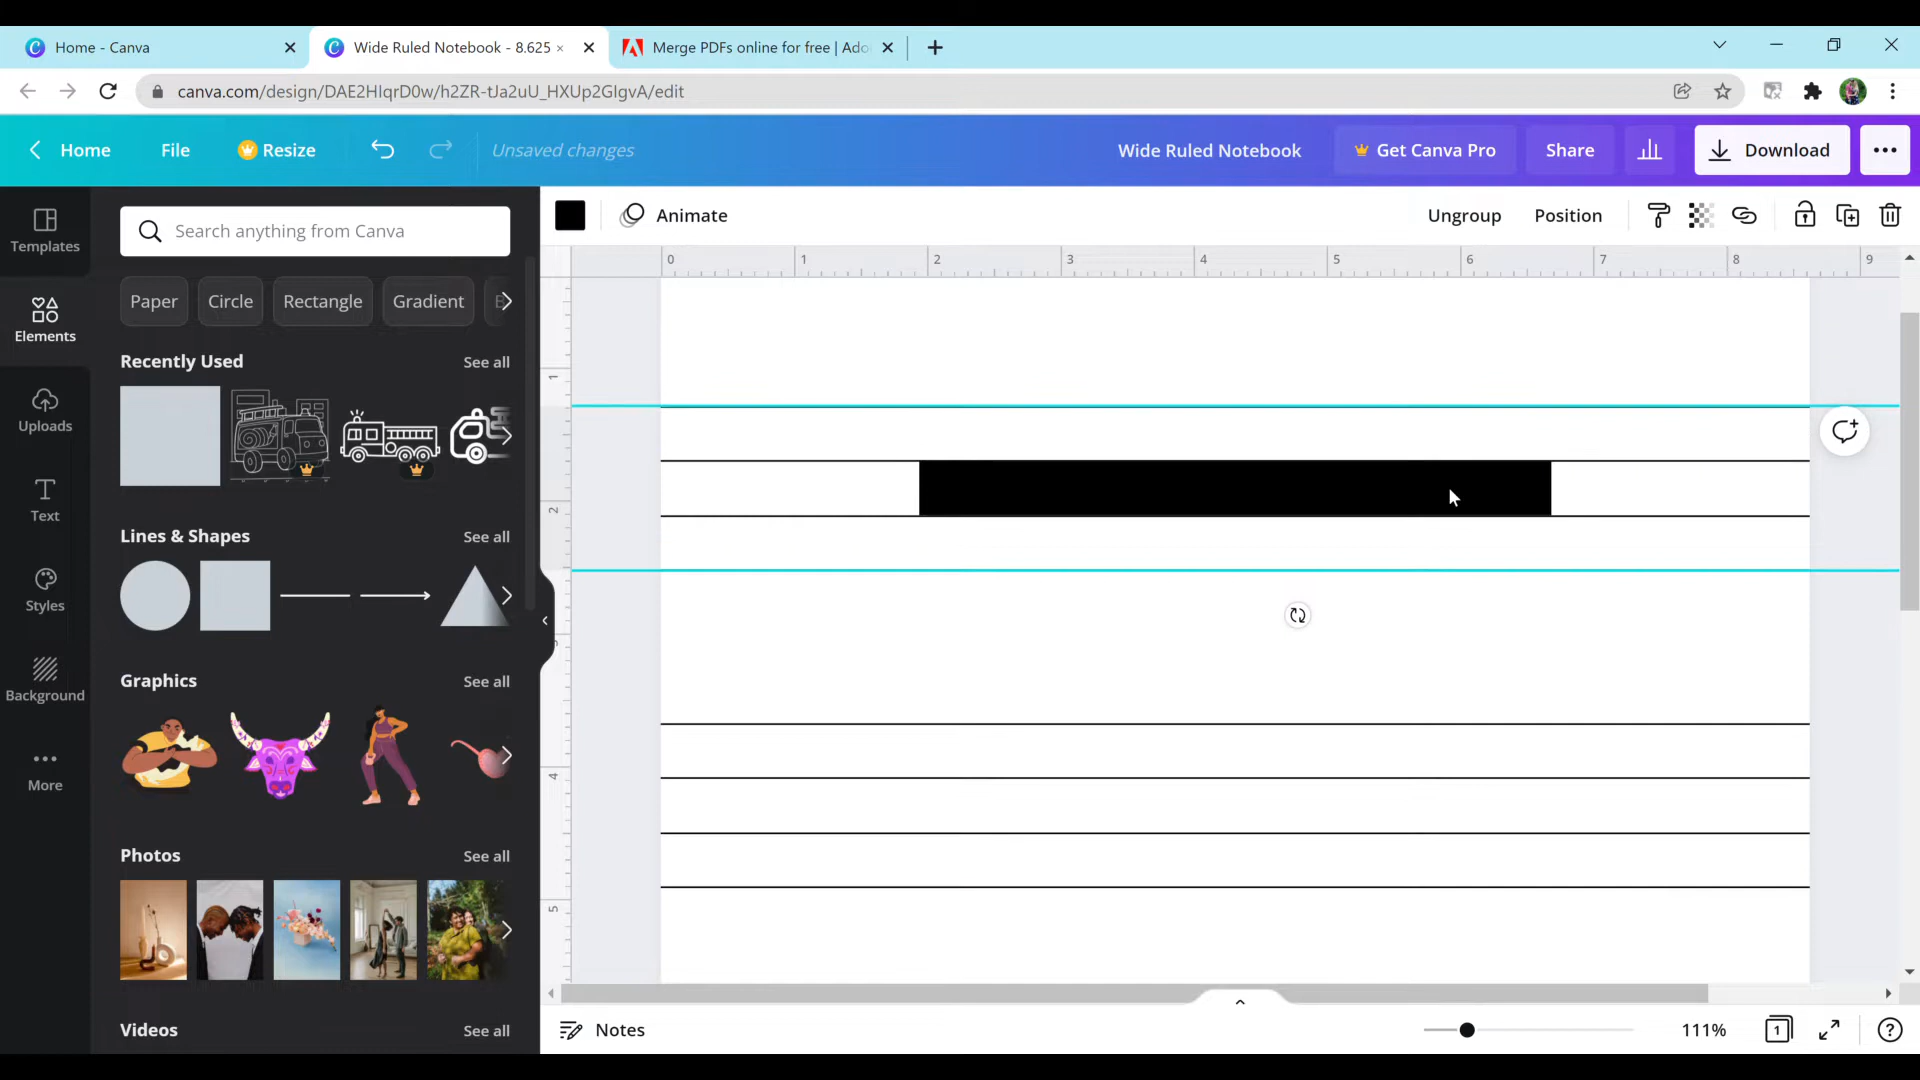 Home - Canva
Wide Ruled Notebook - 8.625 ×
Merge PDFs online for free | Ado
canva.com/design/DAE2HIqrD0w/h2ZR-tJa2uU_HXUp2GIgvA/edit
Home File Resize Unsaved changes Wide Ruled Notebook Get Canva Pro Share Download
Templates
Elements
Uploads
Text
Styles
Background
More
Search anything from Canva
Paper Circle Rectangle Gradient
Recently Used See all
Lines & Shapes See all
Graphics See all
Photos See all
Videos See all
Animate Ungroup Position
0 1 2 3 4 5 6 7 8 9
1
2
4
5
Notes 111% 1